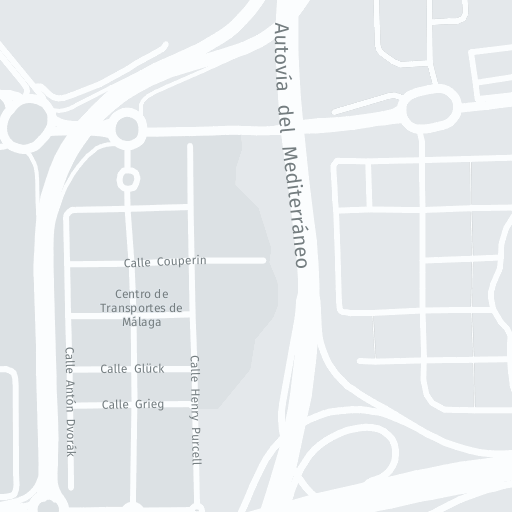 Autovía del Mediterráneo
Calle Couperin
Centro de
Transportes de
Málaga
Calle Glück
Calle Grieg
Calle Antón Dvorák
Calle Henry Purcell